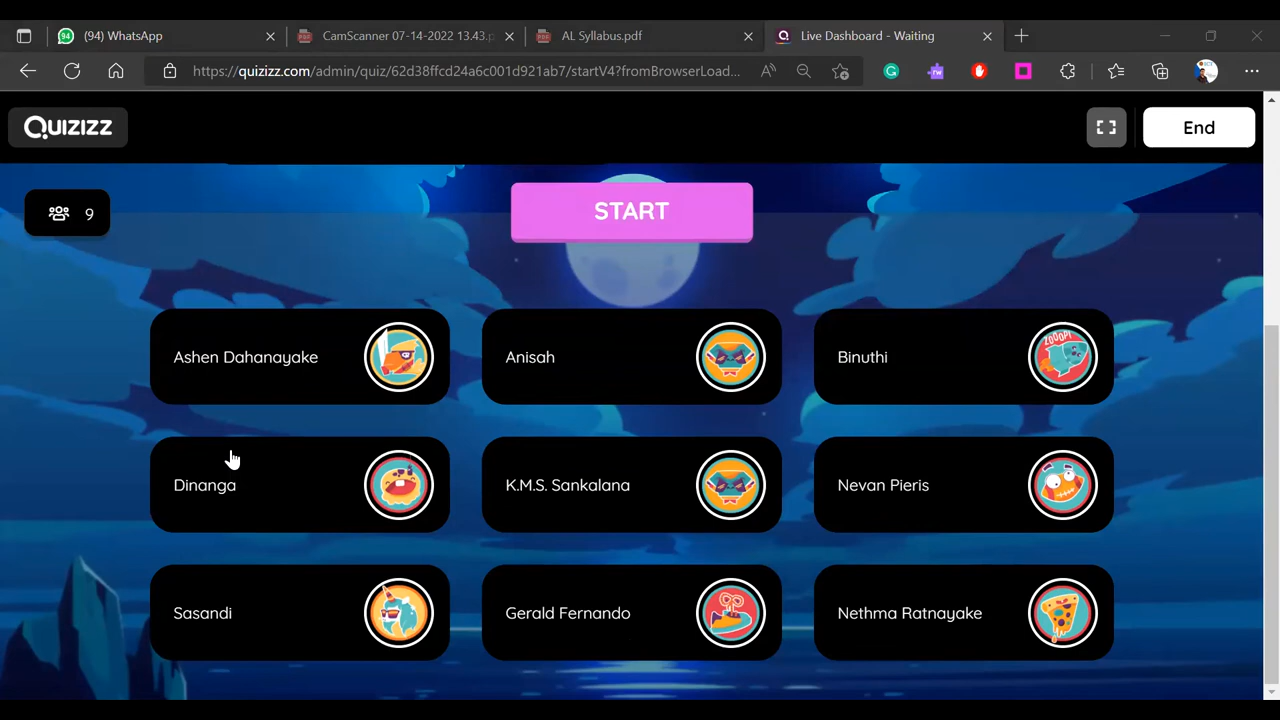 (94) WhatsApp
CamScanner 07-14-2022 13.43.p
AL Syllabus.pdf
Live Dashboard - Waiting
https://quizizz.com/admin/quiz/62d38ffcd24a6c001d921ab7/startV4?fromBrowserLoad...
Quizizz
End
9
START
Ashen Dahanayake
Anisah
Binuthi
ZOOOP!
Dinanga
K.M.S. Sankalana
Nevan Pieris
Sasandi
Gerald Fernando
Nethma Ratnayake